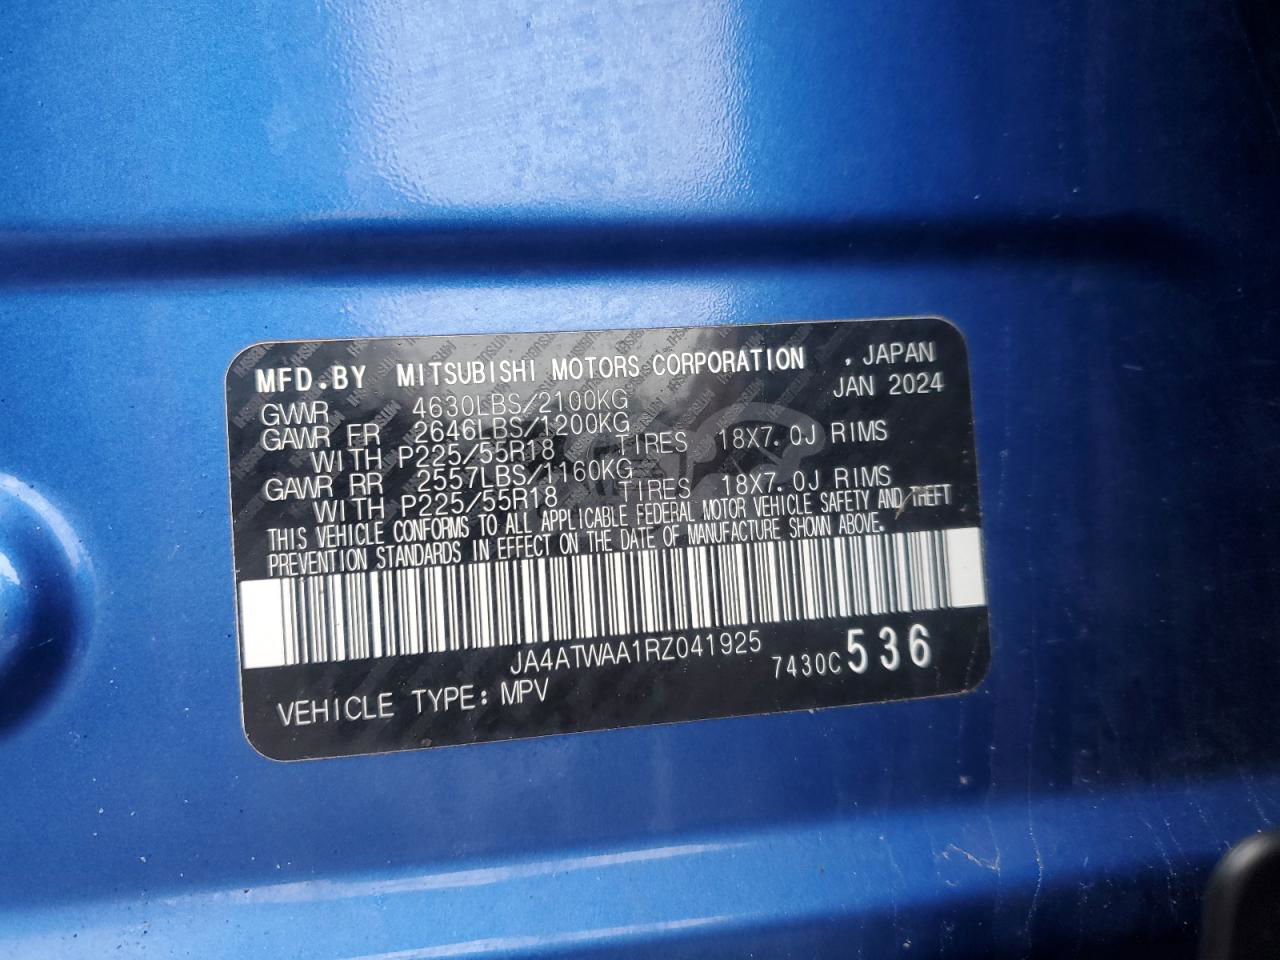 MFD.BY MITSUBISHI MOTORS CORPORATION , JAPAN
JAN 2024
GVWR 4630LBS/2100KG
GAWR FR 2646LBS/1200KG
WITH P225/55R18 TIRES 18X7.0J RIMS
GAWR RR 2557LBS/1160KG
WITH P225/55R18 TIRES 18X7.0J RIMS
THIS VEHICLE CONFORMS TO ALL APPLICABLE FEDERAL MOTOR VEHICLE SAFETY AND THEFT
PREVENTION STANDARDS IN EFFECT ON THE DATE OF MANUFACTURE SHOWN ABOVE.
JA4ATWAA1RZ041925 7430C 536
VEHICLE TYPE: MPV